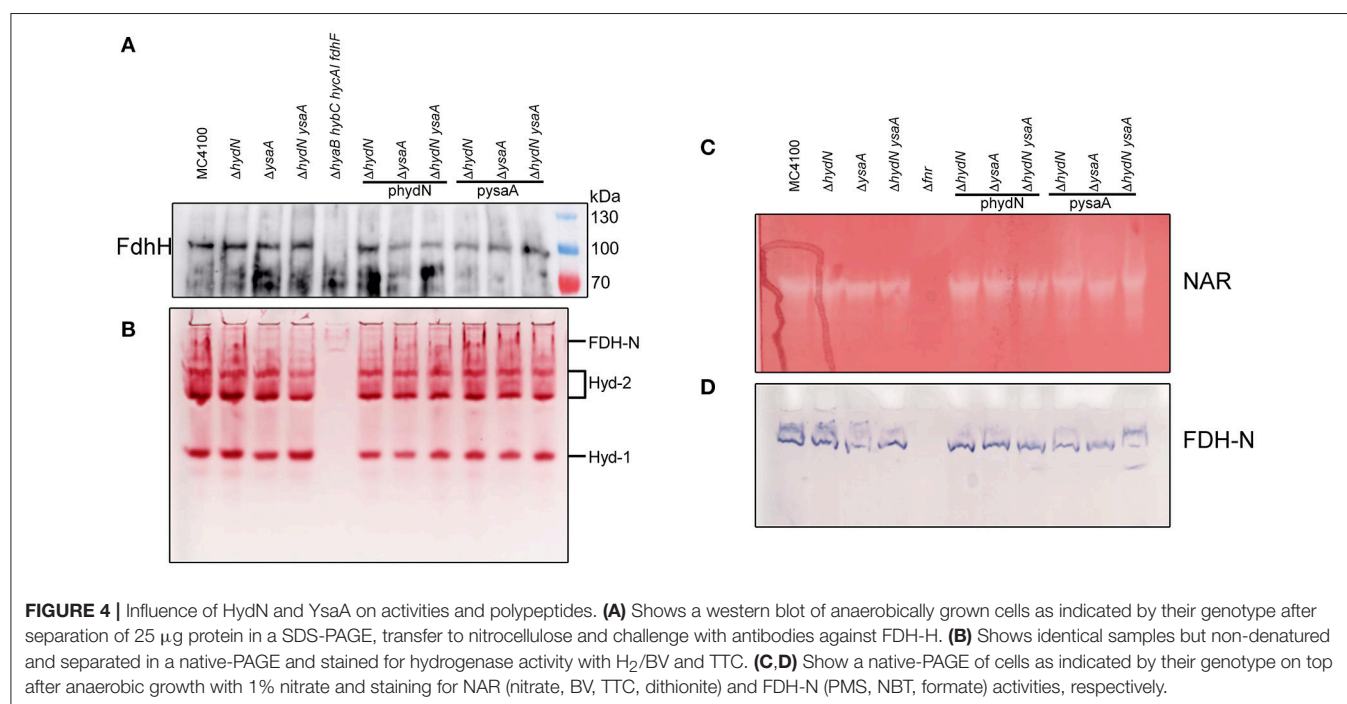 A
MC4100
ΔhydN
ΔysaA
ΔhydN ysaA
ΔhyaB hybC hycAI fdhF
ΔhydN
ΔysaA
ΔhydN ysaA
phydN
ΔhydN
ΔysaA
ΔhydN ysaA
pysaA
kDa
130
FdhH
100
70
B
FDH-N
Hyd-2
Hyd-1
C
MC4100
ΔhydN
ΔysaA
ΔhydN ysaA
Δfnr
ΔhydN
ΔysaA
ΔhydN ysaA
phydN
ΔhydN
ΔysaA
ΔhydN ysaA
pysaA
NAR
D
FDH-N
FIGURE 4 | Influence of HydN and YsaA on activities and polypeptides. (A) Shows a western blot of anaerobically grown cells as indicated by their genotype after
separation of 25 μg protein in a SDS-PAGE, transfer to nitrocellulose and challenge with antibodies against FDH-H. (B) Shows identical samples but non-denatured
and separated in a native-PAGE and stained for hydrogenase activity with H₂/BV and TTC. (C,D) Show a native-PAGE of cells as indicated by their genotype on top
after anaerobic growth with 1% nitrate and staining for NAR (nitrate, BV, TTC, dithionite) and FDH-N (PMS, NBT, formate) activities, respectively.